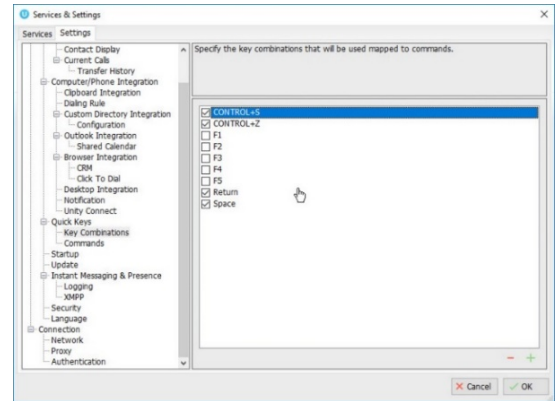 Services & Settings
Services Settings
Contact Display
Current Calls
Transfer History
Computer/Phone Integration
Clipboard Integration
Dialing Rule
Custom Directory Integration
Configuration
Outlook Integration
Shared Calendar
Browser Integration
CRM
Click To Dial
Desktop Integration
Notification
Unity Connect
Quick Keys
Key Combinations
Commands
Startup
Update
Instant Messaging & Presence
Logging
XMPP
Security
Language
Connection
Network
Proxy
Authentication
Specify the key combinations that will be used mapped to commands.
CONTROL+S
CONTROL+Z
F1
F2
F3
F4
F5
Return
Space
Cancel OK